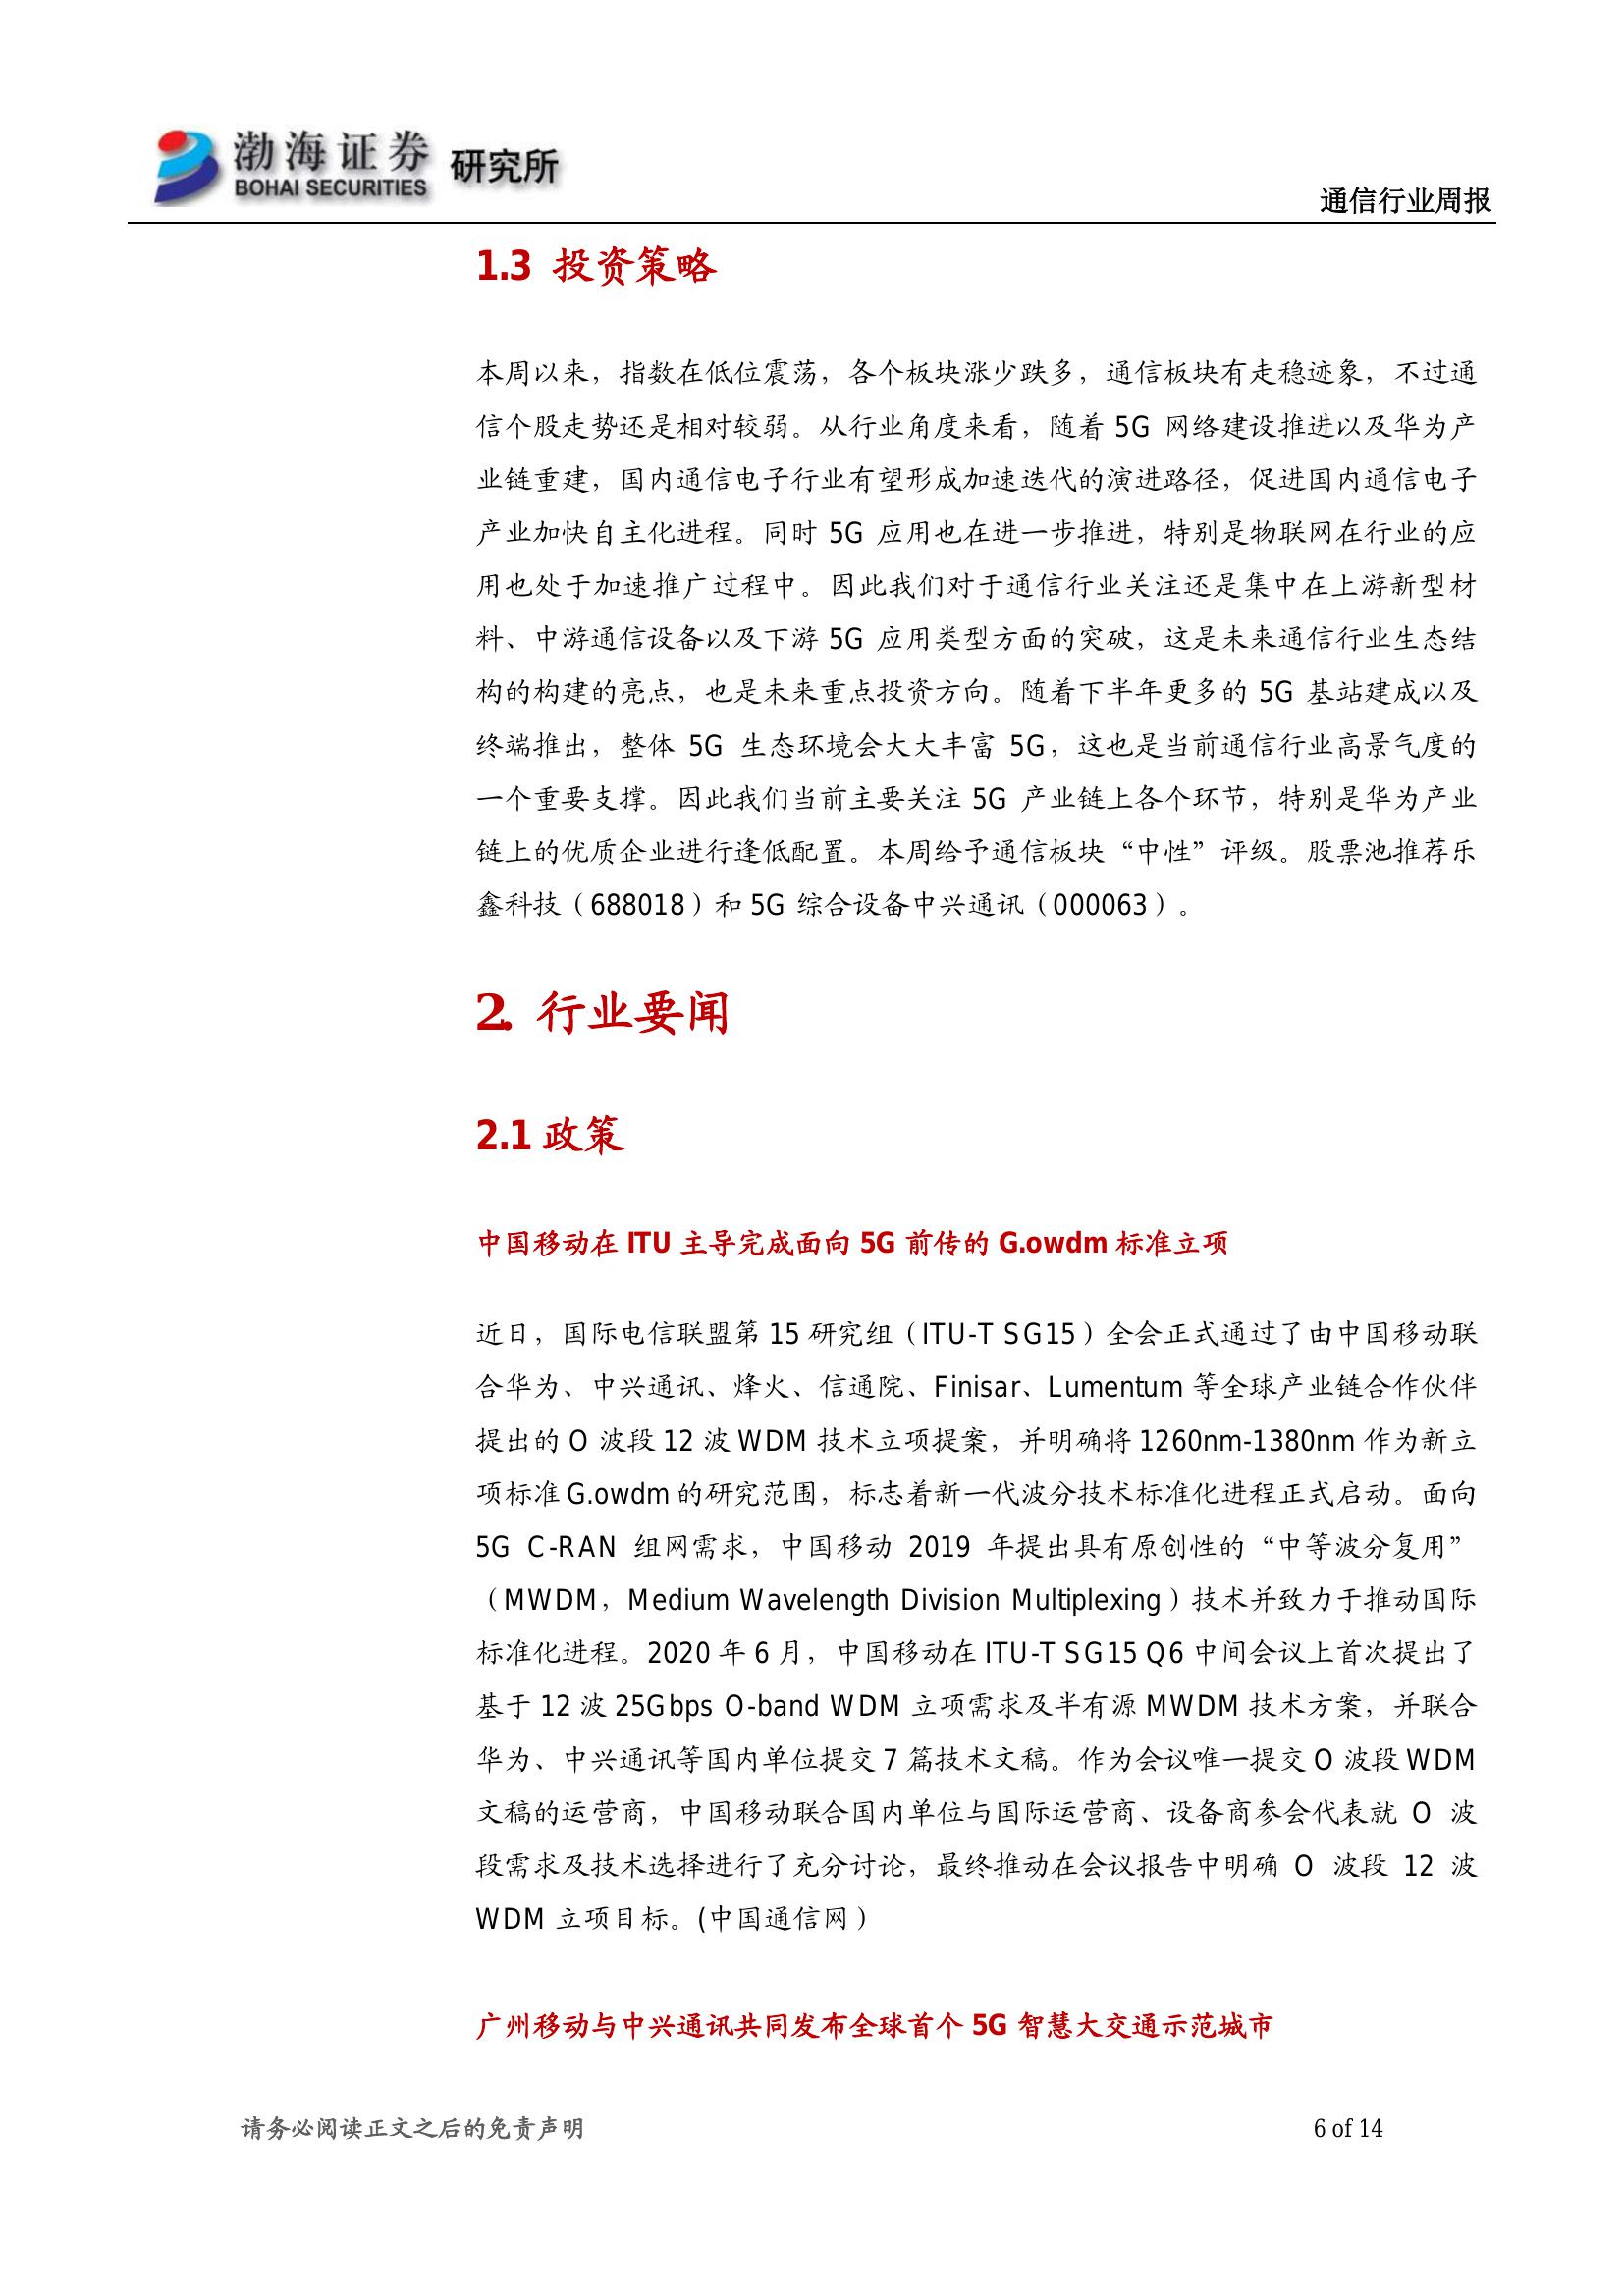 渤海证券
BOHAI SECURITIES
研究所
通信行业周报
1.3 投资策略
本周以来，指数在低位震荡，各个板块涨少跌多，通信板块有走稳迹象，不过通
信个股走势还是相对较弱。从行业角度来看，随着 5G 网络建设推进以及华为产
业链重建，国内通信电子行业有望形成加速迭代的演进路径，促进国内通信电子
产业加快自主化进程。同时 5G 应用也在进一步推进，特别是物联网在行业的应
用也处于加速推广过程中。因此我们对于通信行业关注还是集中在上游新型材
料、中游通信设备以及下游 5G 应用类型方面的突破，这是未来通信行业生态结
构的构建的亮点，也是未来重点投资方向。随着下半年更多的 5G 基站建成以及
终端推出，整体 5G 生态环境会大大丰富 5G，这也是当前通信行业高景气度的
一个重要支撑。因此我们当前主要关注 5G 产业链上各个环节，特别是华为产业
链上的优质企业进行逢低配置。本周给予通信板块“中性”评级。股票池推荐乐
鑫科技（688018）和 5G 综合设备中兴通讯（000063）。
2. 行业要闻
2.1 政策
中国移动在 ITU 主导完成面向 5G 前传的 G.owdm 标准立项
近日，国际电信联盟第 15 研究组（ITU-T SG15）全会正式通过了由中国移动联
合华为、中兴通讯、烽火、信通院、Finisar、Lumentum 等全球产业链合作伙伴
提出的 O 波段 12 波 WDM 技术立项提案，并明确将 1260nm-1380nm 作为新立
项标准 G.owdm 的研究范围，标志着新一代波分技术标准化进程正式启动。面向
5G C-RAN 组网需求，中国移动 2019 年提出具有原创性的“中等波分复用”
（MWDM，Medium Wavelength Division Multiplexing）技术并致力于推动国际
标准化进程。2020 年 6 月，中国移动在 ITU-T SG15 Q6 中间会议上首次提出了
基于 12 波 25Gbps O-band WDM 立项需求及半有源 MWDM 技术方案，并联合
华为、中兴通讯等国内单位提交 7 篇技术文稿。作为会议唯一提交 O 波段 WDM
文稿的运营商，中国移动联合国内单位与国际运营商、设备商参会代表就 O 波
段需求及技术选择进行了充分讨论，最终推动在会议报告中明确 O 波段 12 波
WDM 立项目标。(中国通信网）
广州移动与中兴通讯共同发布全球首个 5G 智慧大交通示范城市
请务必阅读正文之后的免责声明
6 of 14